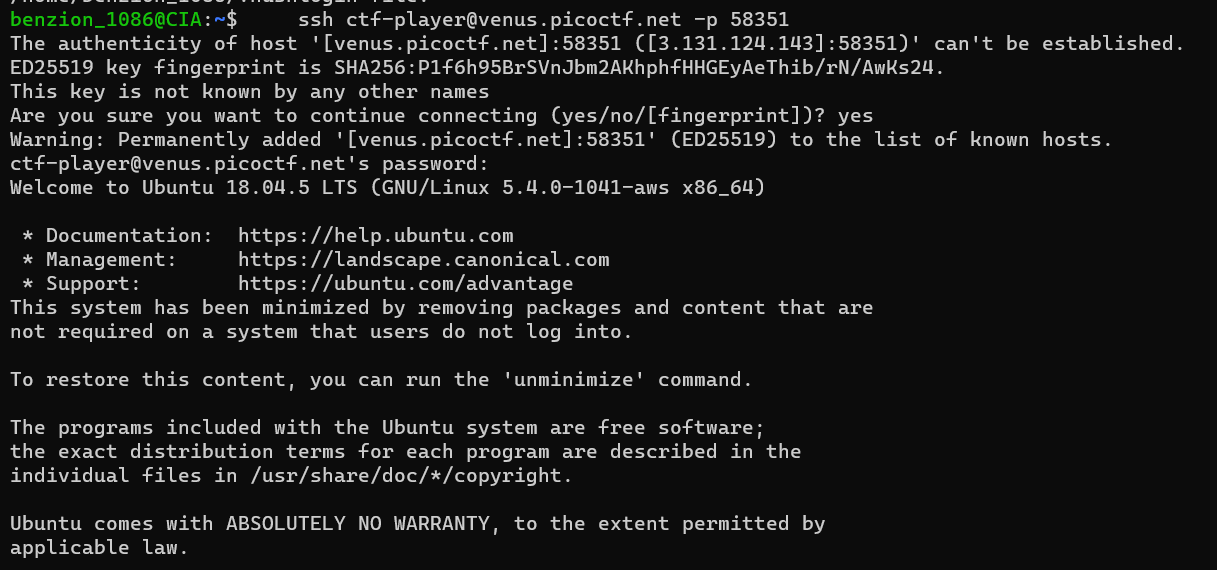 benzion_1086@CIA:~$     ssh ctf-player@venus.picoctf.net -p 58351
The authenticity of host '[venus.picoctf.net]:58351 ([3.131.124.143]:58351)' can't be established.
ED25519 key fingerprint is SHA256:P1f6h95BrSVnJbm2AKhphfHHGEyAeThib/rN/AwKs24.
This key is not known by any other names
Are you sure you want to continue connecting (yes/no/[fingerprint])? yes
Warning: Permanently added '[venus.picoctf.net]:58351' (ED25519) to the list of known hosts.
ctf-player@venus.picoctf.net's password:
Welcome to Ubuntu 18.04.5 LTS (GNU/Linux 5.4.0-1041-aws x86_64)

 * Documentation:  https://help.ubuntu.com
 * Management:     https://landscape.canonical.com
 * Support:        https://ubuntu.com/advantage
This system has been minimized by removing packages and content that are
not required on a system that users do not log into.

To restore this content, you can run the 'unminimize' command.

The programs included with the Ubuntu system are free software;
the exact distribution terms for each program are described in the
individual files in /usr/share/doc/*/copyright.

Ubuntu comes with ABSOLUTELY NO WARRANTY, to the extent permitted by
applicable law.